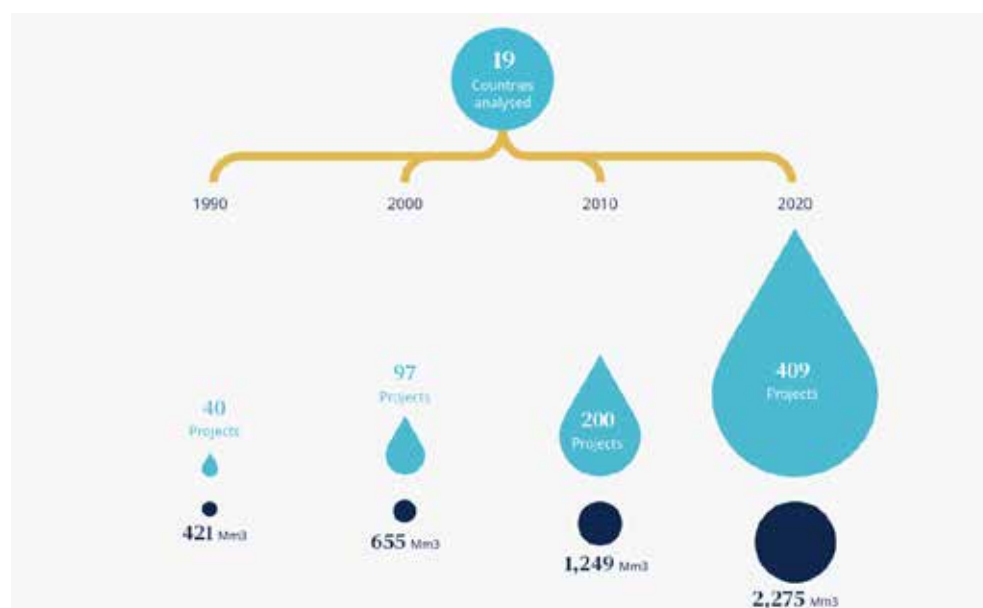 19
Countries
analysed
1990
2000
2010
2020
40
Projects
97
Projects
200
Projects
409
Projects
421 Mm3
655 Mm3
1,249 Mm3
2,275 Mm3